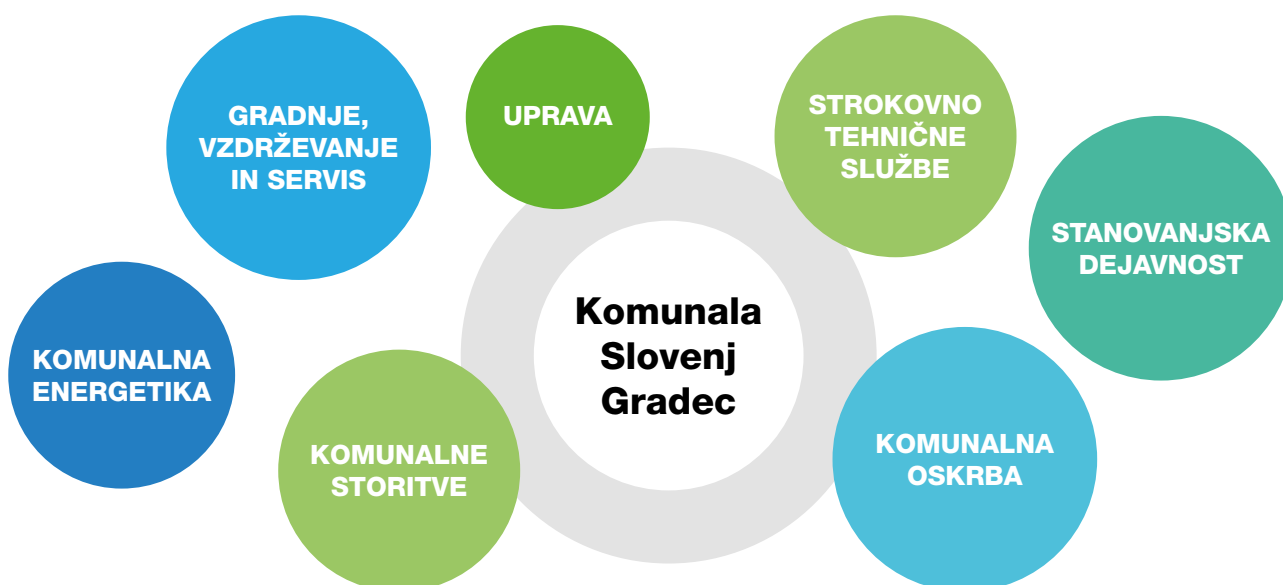 GRADNJE,
VZDRŽEVANJE
IN SERVIS
UPRAVA
STROKOVNO
TEHNIČNE
SLUŽBE
STANOVANJSKA
DEJAVNOST
Komunala
Slovenj
Gradec
KOMUNALNA
ENERGETIKA
KOMUNALNE
STORITVE
KOMUNALNA
OSKRBA